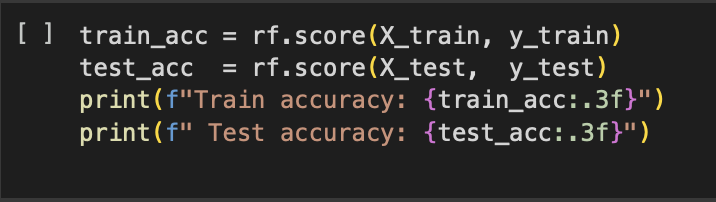 [ ] train_acc = rf.score(X_train, y_train)
test_acc  = rf.score(X_test,  y_test)
print(f"Train accuracy: {train_acc:.3f}")
print(f" Test accuracy: {test_acc:.3f}")